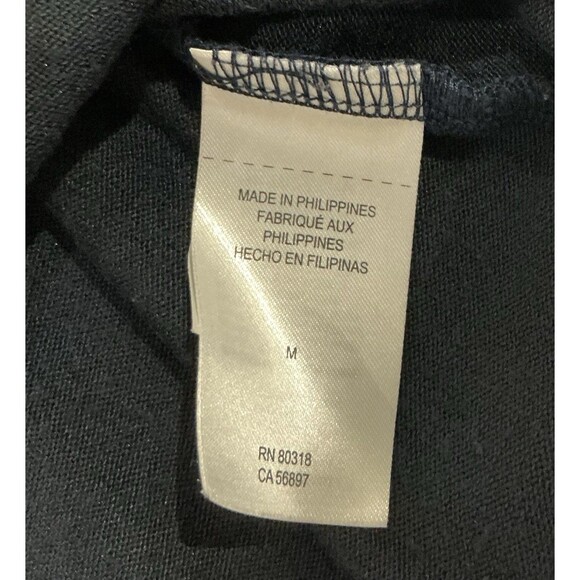 MADE IN PHILIPPINES
FABRIQUÉ AUX
PHILIPPINES
HECHO EN FILIPINAS
M
RN 80318
CA 56897